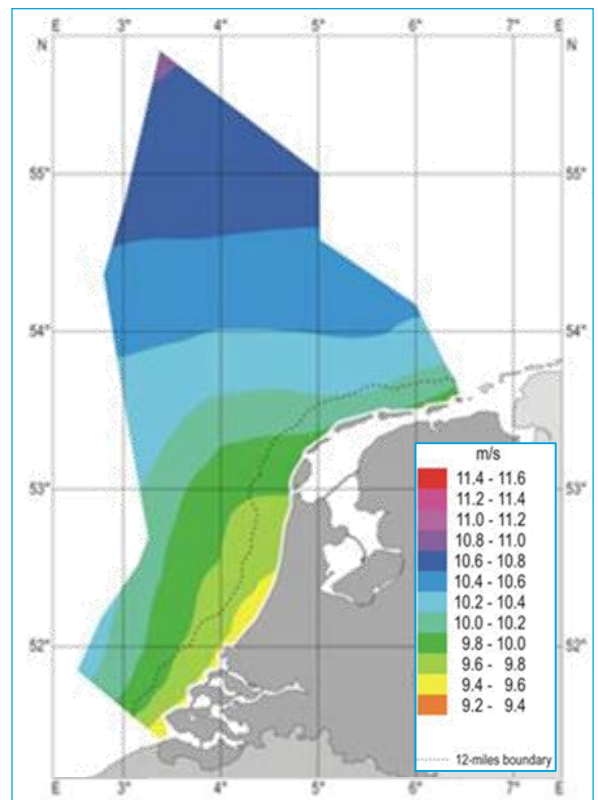 E 3° 4° 5° 6° 7° E
N N
55° 55°
54° 54°
53° 53°
52° 52°
m/s
11.4 - 11.6
11.2 - 11.4
11.0 - 11.2
10.8 - 11.0
10.6 - 10.8
10.4 - 10.6
10.2 - 10.4
10.0 - 10.2
9.8 - 10.0
9.6 - 9.8
9.4 - 9.6
9.2 - 9.4
12-miles boundary
E 3° 4° 5° 6° 7° E